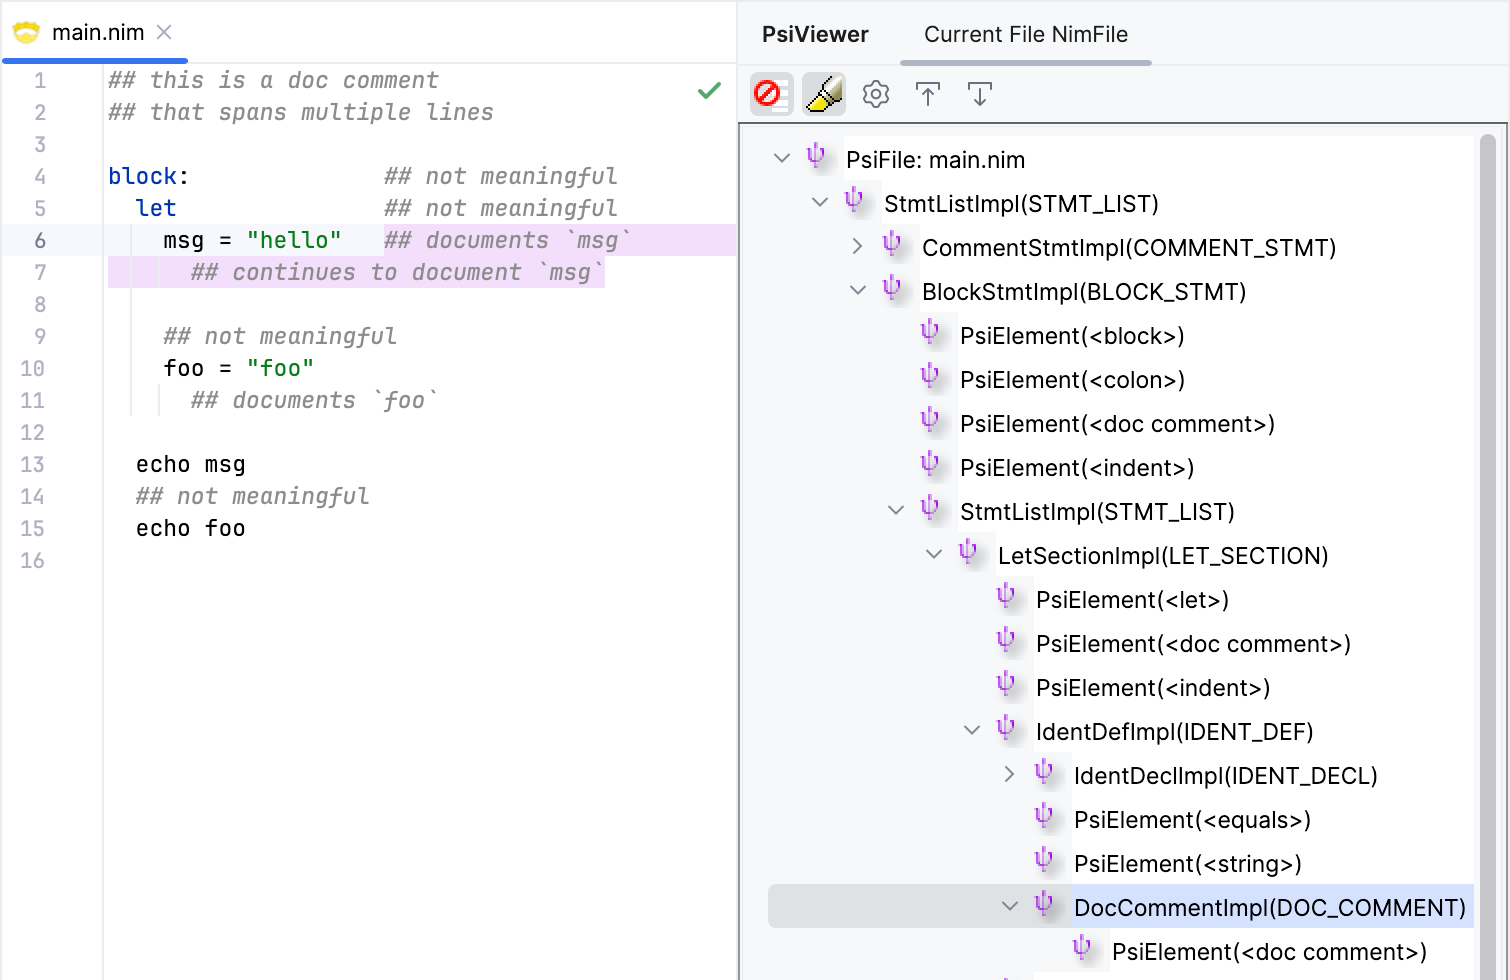 main.nim
1 ## this is a doc comment
2 ## that spans multiple lines
3
4 block: ## not meaningful
5 let ## not meaningful
6 msg = "hello" ## documents `msg`
7 ## continues to document `msg`
8
9 ## not meaningful
10 foo = "foo"
11 ## documents `foo`
12
13 echo msg
14 ## not meaningful
15 echo foo
16
PsiViewer Current File NimFile
PsiFile: main.nim
StmtListImpl(STMT_LIST)
CommentStmtImpl(COMMENT_STMT)
BlockStmtImpl(BLOCK_STMT)
PsiElement(<block>)
PsiElement(<colon>)
PsiElement(<doc comment>)
PsiElement(<indent>)
StmtListImpl(STMT_LIST)
LetSectionImpl(LET_SECTION)
PsiElement(<let>)
PsiElement(<doc comment>)
PsiElement(<indent>)
IdentDefImpl(IDENT_DEF)
IdentDeclImpl(IDENT_DECL)
PsiElement(<equals>)
PsiElement(<string>)
DocCommentImpl(DOC_COMMENT)
PsiElement(<doc comment>)